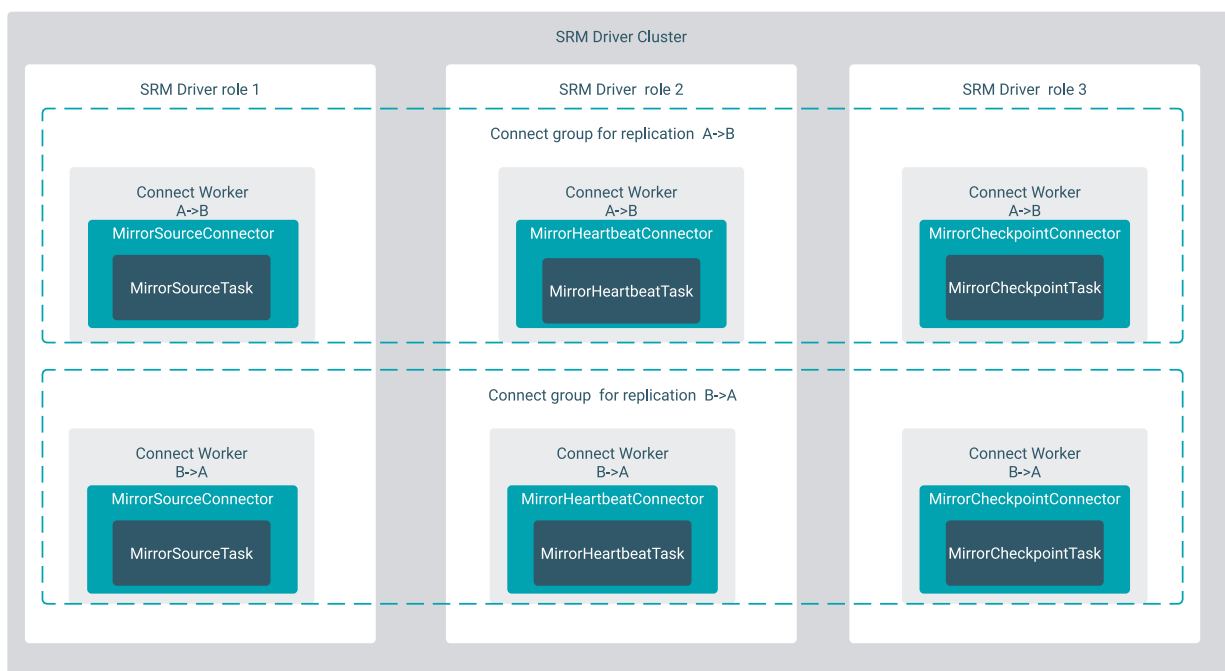 SRM Driver Cluster
SRM Driver role 1
SRM Driver role 2
SRM Driver role 3
Connect group for replication A->B
Connect Worker
A->B
MirrorSourceConnector
MirrorSourceTask
Connect Worker
A->B
MirrorHeartbeatConnector
MirrorHeartbeatTask
Connect Worker
A->B
MirrorCheckpointConnector
MirrorCheckpointTask
Connect group for replication B->A
Connect Worker
B->A
MirrorSourceConnector
MirrorSourceTask
Connect Worker
B->A
MirrorHeartbeatConnector
MirrorHeartbeatTask
Connect Worker
B->A
MirrorCheckpointConnector
MirrorCheckpointTask